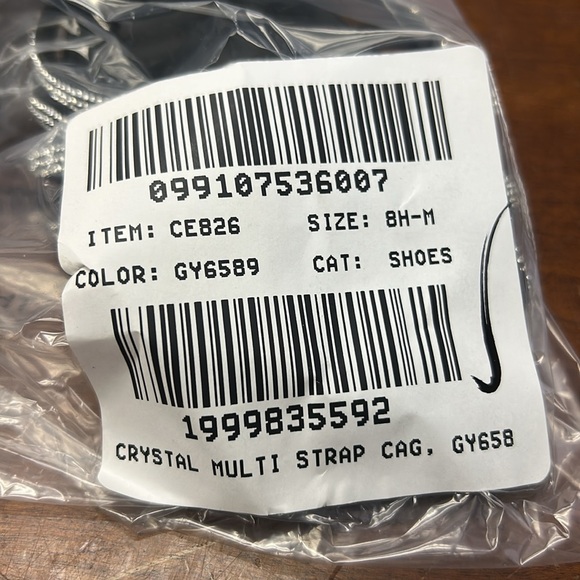 099107536007
ITEM: CE826 SIZE: 8H-M
COLOR: GY6589 CAT: SHOES
1999835592
CRYSTAL MULTI STRAP CAG, GY658